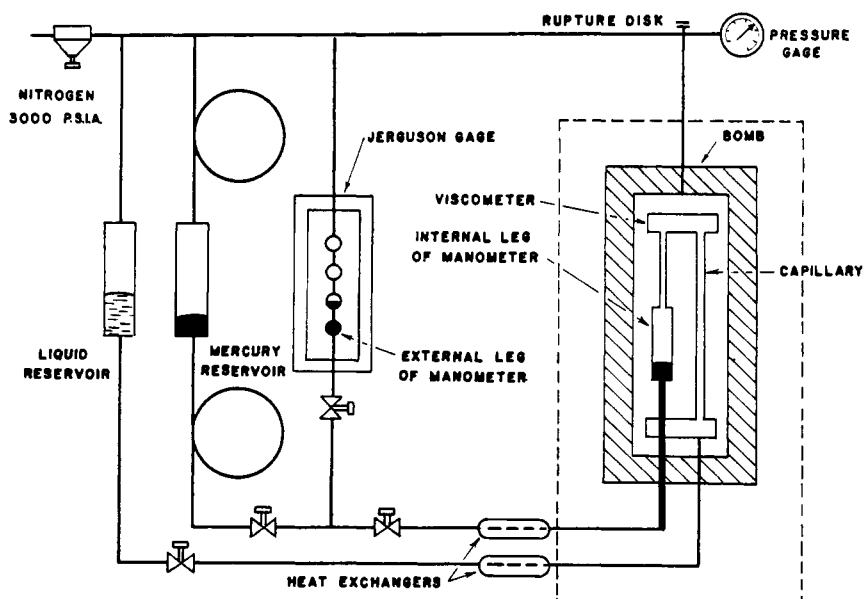 RUPTURE DISK
PRESSURE
GAGE
NITROGEN
3000 P.S.I.A.
JERGUSON GAGE
BOMB
VISCOMETER
INTERNAL LEG
OF MANOMETER
CAPILLARY
LIQUID
RESERVOIR
MERCURY
RESERVOIR
EXTERNAL LEG
OF MANOMETER
HEAT EXCHANGERS